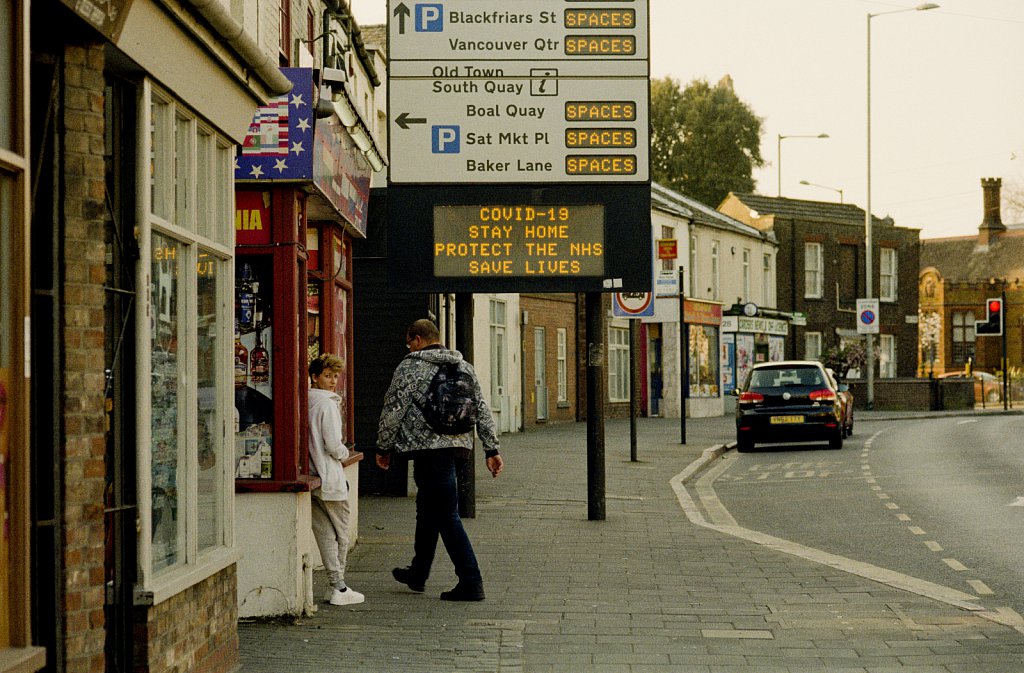 P Blackfriars St SPACES
Vancouver Qtr SPACES
Old Town
South Quay i
Boal Quay SPACES
P Sat Mkt Pl SPACES
Baker Lane SPACES
COVID-19
STAY HOME
PROTECT THE NHS
SAVE LIVES
NIA